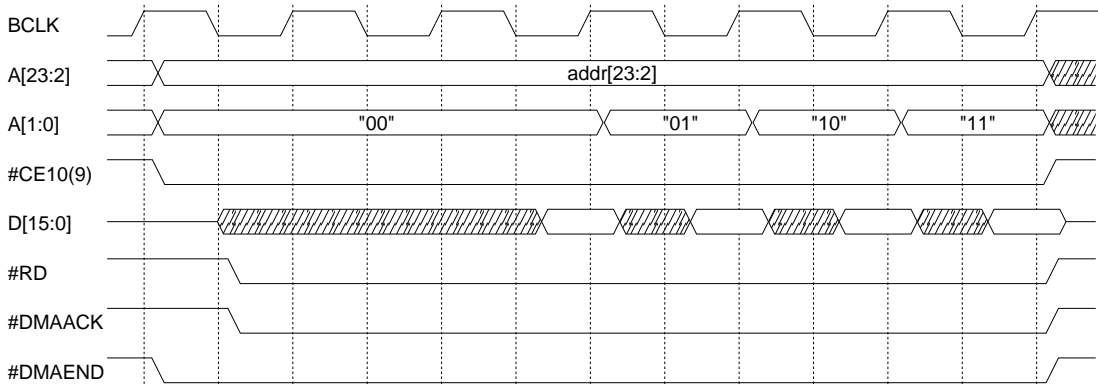 BCLK
A[23:2] addr[23:2]
A[1:0] "00" "01" "10" "11"
#CE10(9)
D[15:0]
#RD
#DMAACK
#DMAEND